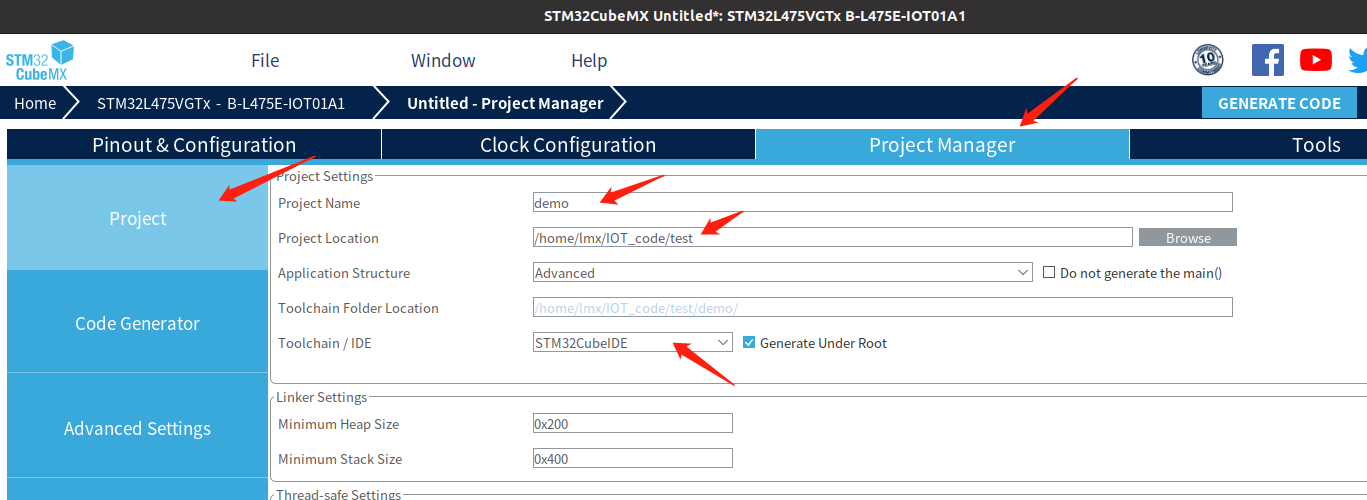 STM32CubeMX Untitled*: STM32L475VGTx B-L475E-IOT01A1
STM32
CubeMX
File Window Help
10
Home STM32L475VGTx - B-L475E-IOT01A1 Untitled - Project Manager GENERATE CODE
Pinout & Configuration Clock Configuration Project Manager Tools
Project
Code Generator
Advanced Settings
Project Settings
Project Name demo
Project Location /home/lmx/IOT_code/test Browse
Application Structure Advanced Do not generate the main()
Toolchain Folder Location /home/lmx/IOT_code/test/demo/
Toolchain / IDE STM32CubeIDE Generate Under Root
Linker Settings
Minimum Heap Size 0x200
Minimum Stack Size 0x400
Thread-safe Settings